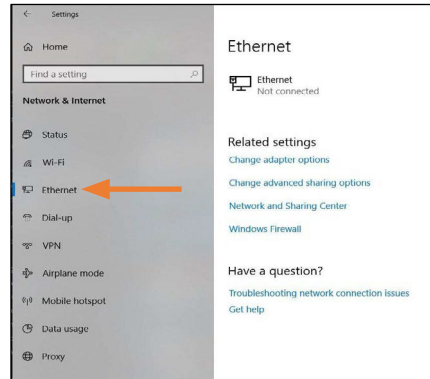 Settings
Home
Find a setting
Network & Internet
Status
Wi-Fi
Ethernet
Dial-up
VPN
Airplane mode
Mobile hotspot
Data usage
Proxy
Ethernet
Ethernet
Not connected
Related settings
Change adapter options
Change advanced sharing options
Network and Sharing Center
Windows Firewall
Have a question?
Troubleshooting network connection issues
Get help